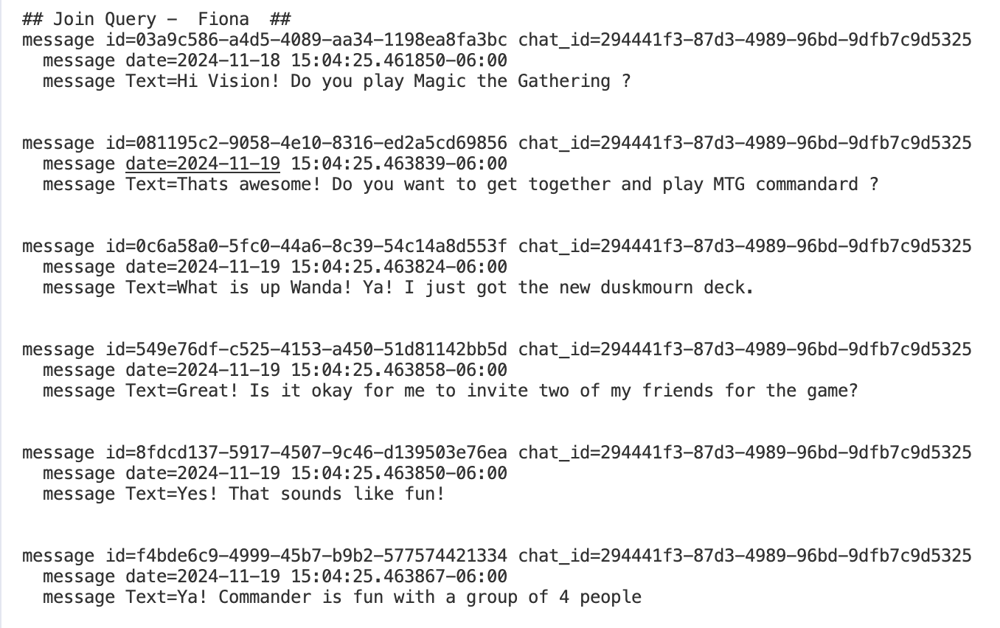 ## Join Query -  Fiona  ##
message id=03a9c586-a4d5-4089-aa34-1198ea8fa3bc chat_id=294441f3-87d3-4989-96bd-9dfb7c9d5325
  message date=2024-11-18 15:04:25.461850-06:00
  message Text=Hi Vision! Do you play Magic the Gathering ?

message id=081195c2-9058-4e10-8316-ed2a5cd69856 chat_id=294441f3-87d3-4989-96bd-9dfb7c9d5325
  message date=2024-11-19 15:04:25.463839-06:00
  message Text=Thats awesome! Do you want to get together and play MTG commandard ?

message id=0c6a58a0-5fc0-44a6-8c39-54c14a8d553f chat_id=294441f3-87d3-4989-96bd-9dfb7c9d5325
  message date=2024-11-19 15:04:25.463824-06:00
  message Text=What is up Wanda! Ya! I just got the new duskmourn deck.

message id=549e76df-c525-4153-a450-51d81142bb5d chat_id=294441f3-87d3-4989-96bd-9dfb7c9d5325
  message date=2024-11-19 15:04:25.463858-06:00
  message Text=Great! Is it okay for me to invite two of my friends for the game?

message id=8fdcd137-5917-4507-9c46-d139503e76ea chat_id=294441f3-87d3-4989-96bd-9dfb7c9d5325
  message date=2024-11-19 15:04:25.463850-06:00
  message Text=Yes! That sounds like fun!

message id=f4bde6c9-4999-45b7-b9b2-577574421334 chat_id=294441f3-87d3-4989-96bd-9dfb7c9d5325
  message date=2024-11-19 15:04:25.463867-06:00
  message Text=Ya! Commander is fun with a group of 4 people